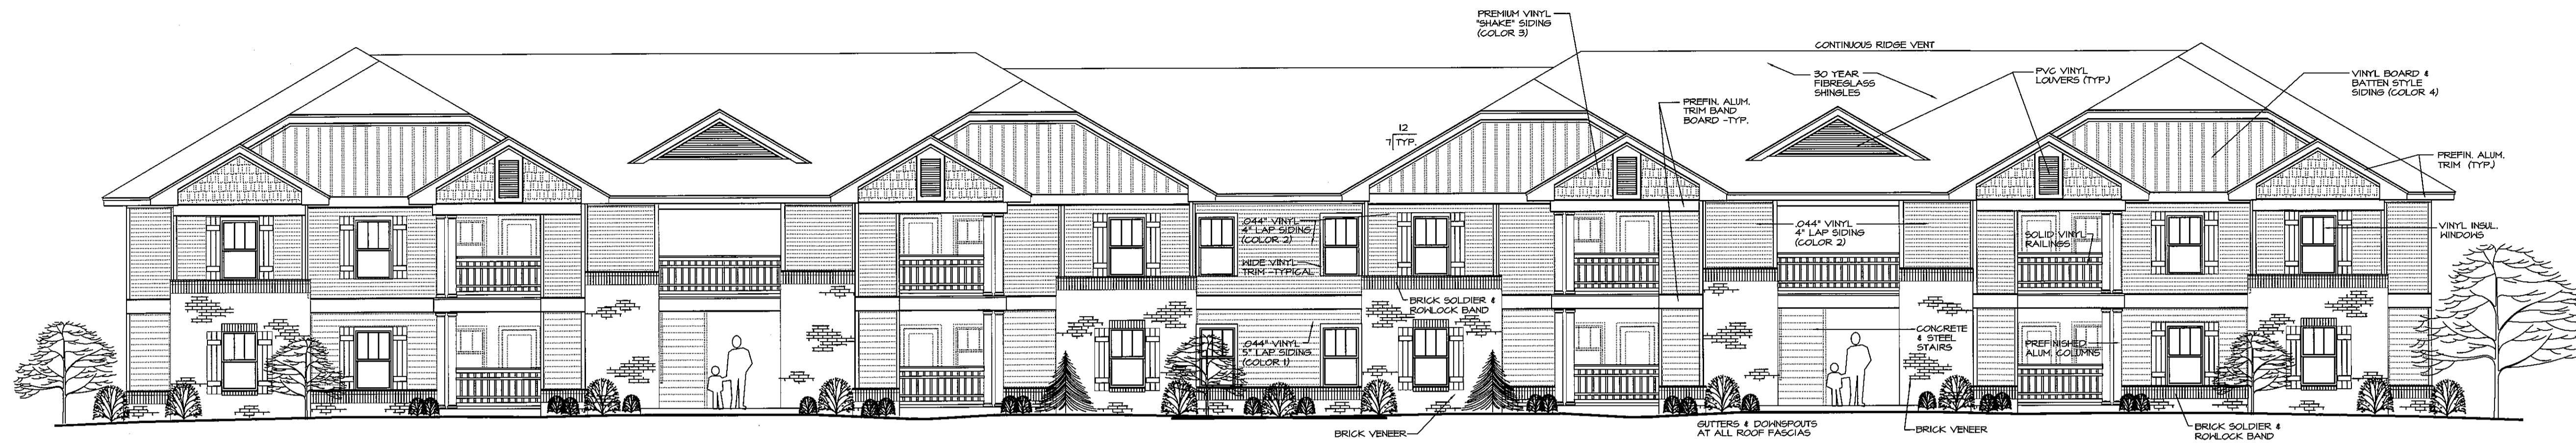 PREMIUM VINYL
"SHAKE" SIDING
(COLOR 3)
CONTINUOUS RIDGE VENT
30 YEAR
FIBREGLASS
SHINGLES
PVC VINYL
LOUVERS (TYP.)
VINYL BOARD &
BATTEN STYLE
SIDING (COLOR 4)
PREFIN. ALUM.
TRIM BAND
BOARD -TYP.
12
7 TYP.
PREFIN. ALUM.
TRIM (TYP.)
.044" VINYL
4" LAP SIDING
(COLOR 2)
.044" VINYL
4" LAP SIDING
(COLOR 2)
SOLID VINYL
RAILINGS
VINYL INSUL.
WINDOWS
WIDE VINYL
TRIM -TYPICAL
BRICK SOLDIER &
ROWLOCK BAND
.044" VINYL
5" LAP SIDING
(COLOR 1)
CONCRETE
& STEEL
STAIRS
PREFINISHED
ALUM. COLUMNS
BRICK VENEER
GUTTERS & DOWNSPOUTS
AT ALL ROOF FASCIAS
BRICK VENEER
BRICK SOLDIER &
ROWLOCK BAND